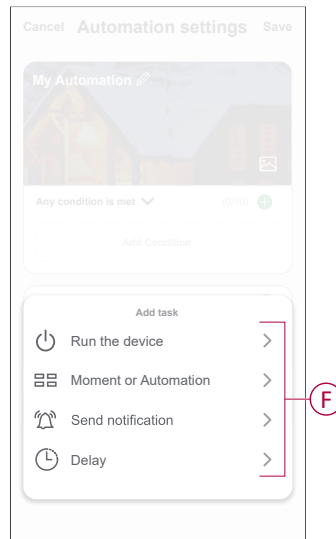 Cancel Automation settings Save
My Automation
Any condition is met (0/10)
Add Condition
Add task
Run the device
Moment or Automation
Send notification
Delay
F